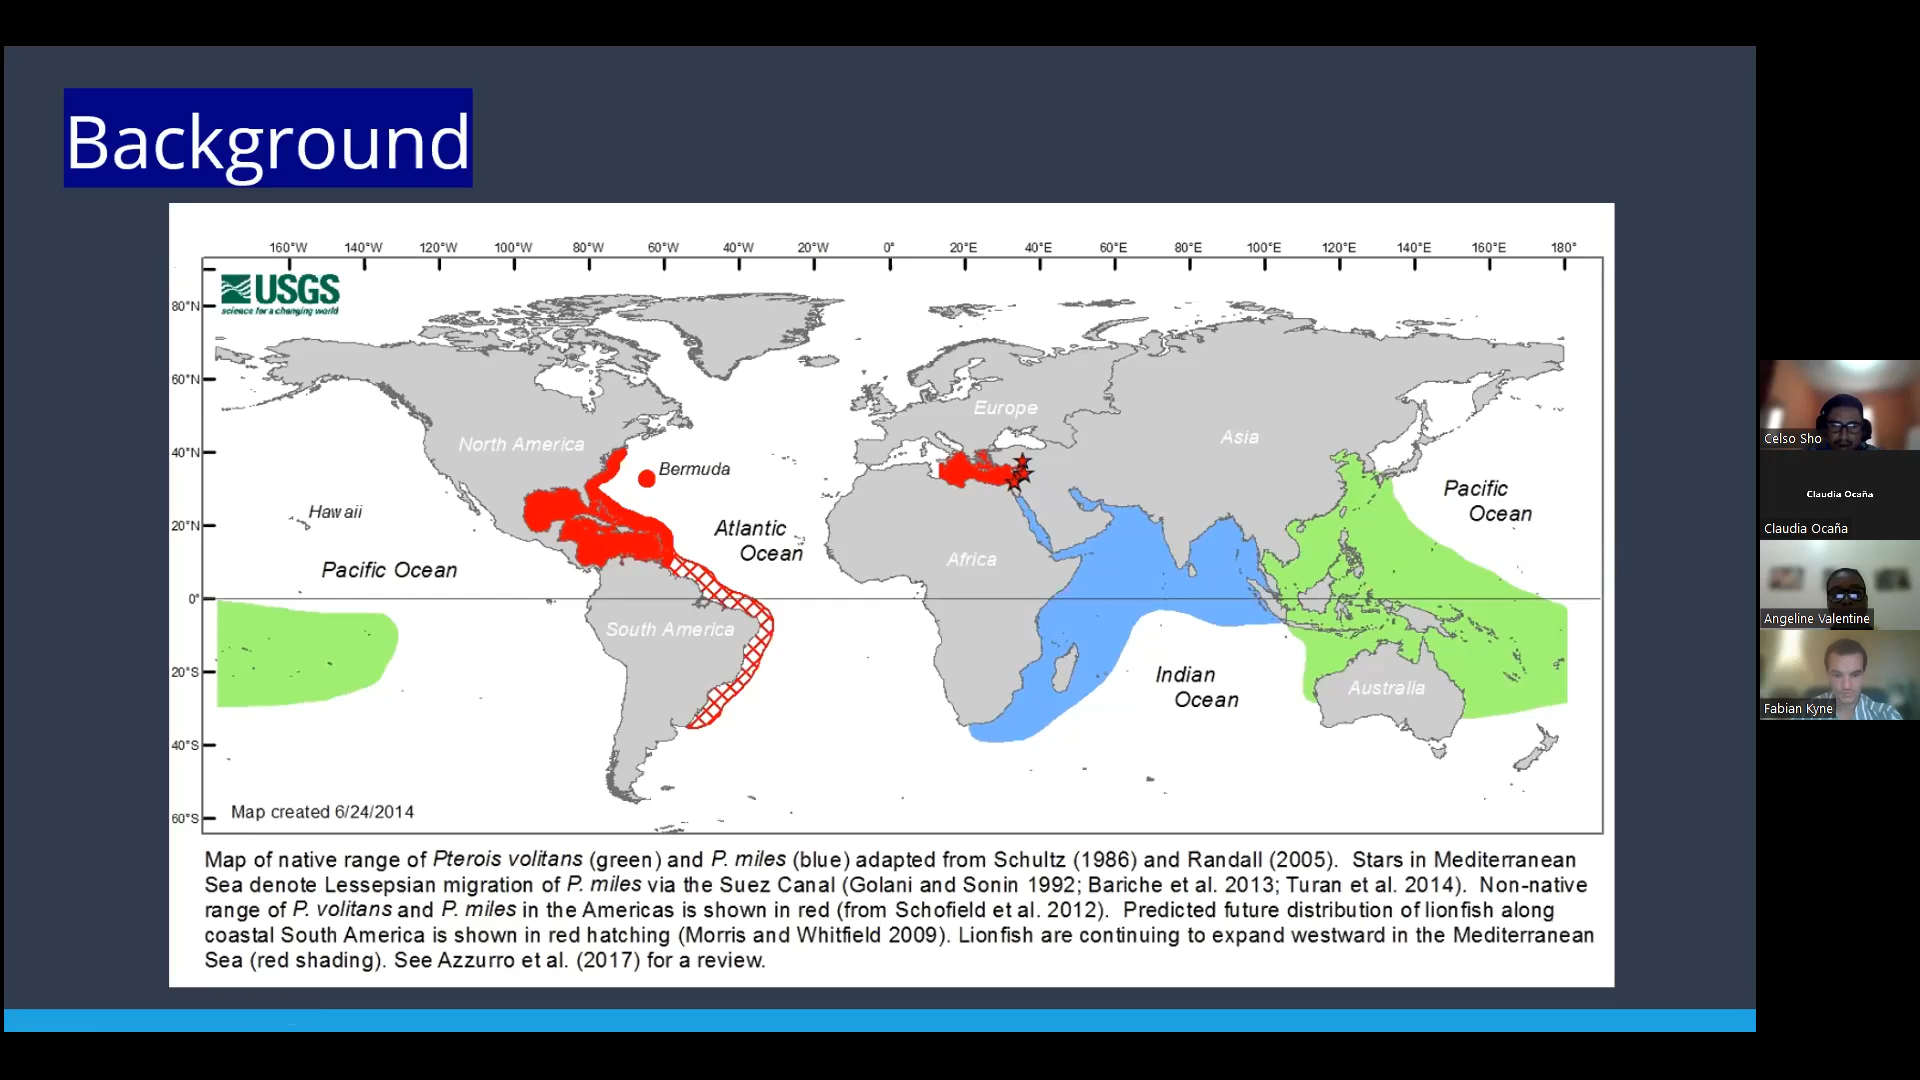 Background
160°W 140°W 120°W 100°W 80°W 60°W 40°W 20°W 0° 20°E 40°E 60°E 80°E 100°E 120°E 140°E 160°E 180°
USGS
science for a changing world
80°N
60°N
40°N
20°N
0°
20°S
40°S
60°S
North America
Europe
Asia
Bermuda
Hawaii
Atlantic
Ocean
Pacific
Ocean
Pacific Ocean
Africa
South America
Indian
Ocean
Australia
Map created 6/24/2014
Map of native range of Pterois volitans (green) and P. miles (blue) adapted from Schultz (1986) and Randall (2005). Stars in Mediterranean
Sea denote Lessepsian migration of P. miles via the Suez Canal (Golani and Sonin 1992; Bariche et al. 2013; Turan et al. 2014). Non-native
range of P. volitans and P. miles in the Americas is shown in red (from Schofield et al. 2012). Predicted future distribution of lionfish along
coastal South America is shown in red hatching (Morris and Whitfield 2009). Lionfish are continuing to expand westward in the Mediterranean
Sea (red shading). See Azzurro et al. (2017) for a review.
Celso Sho
Claudia Ocaña
Claudia Ocaña
Angeline Valentine
Fabian Kyne